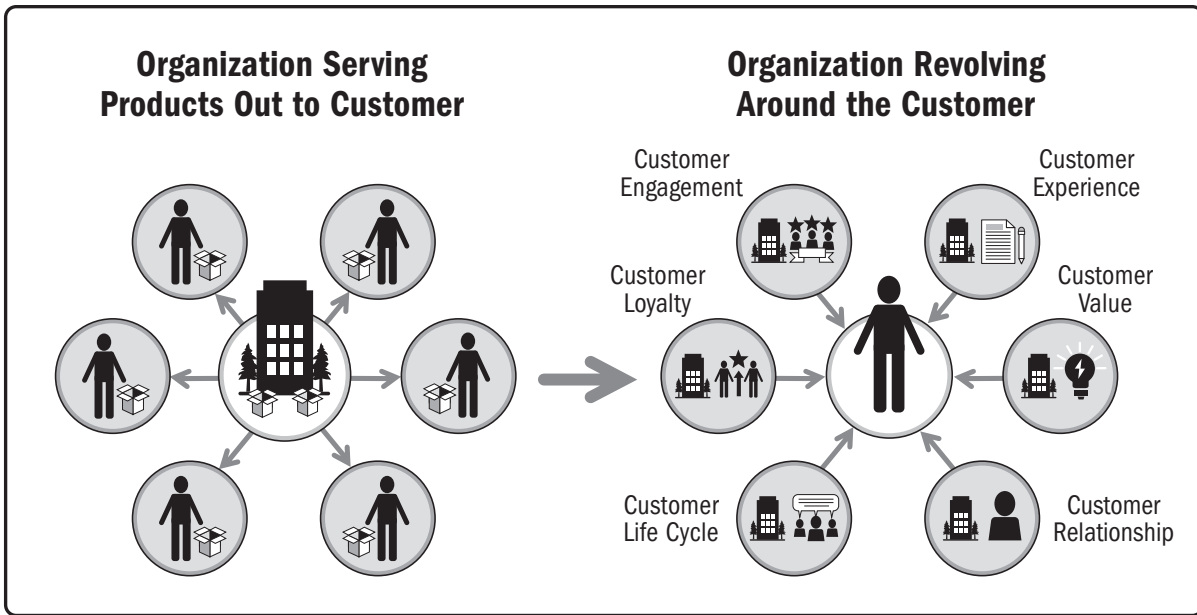 Organization Serving
Products Out to Customer
Organization Revolving
Around the Customer
Customer
Engagement
Customer
Experience
Customer
Loyalty
Customer
Value
Customer
Life Cycle
Customer
Relationship